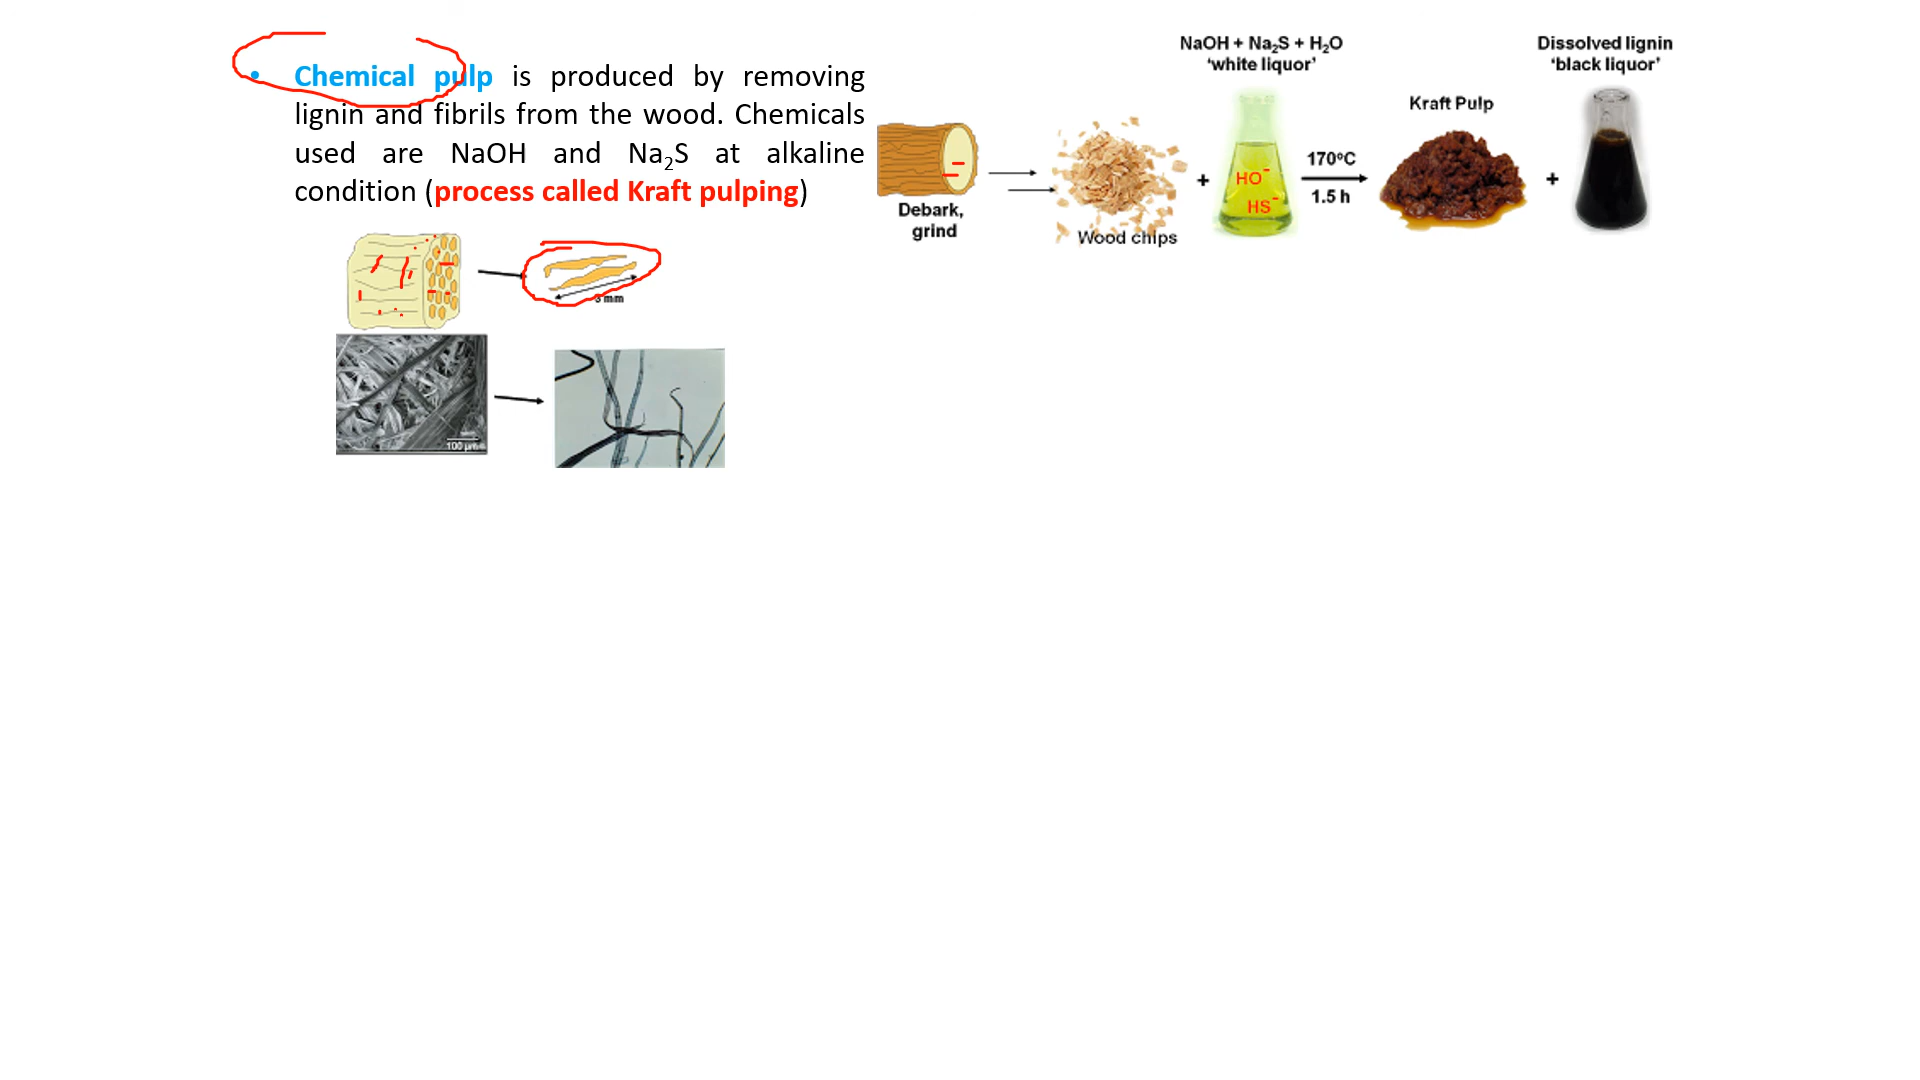 • Chemical pulp is produced by removing
lignin and fibrils from the wood. Chemicals
used are NaOH and Na₂S at alkaline
condition (process called Kraft pulping)
3 mm
100 µm
NaOH + Na₂S + H₂O
'white liquor'
Dissolved lignin
'black liquor'
Kraft Pulp
Debark,
grind
Wood chips
+
HO⁻
HS⁻
170ºC
1.5 h
+